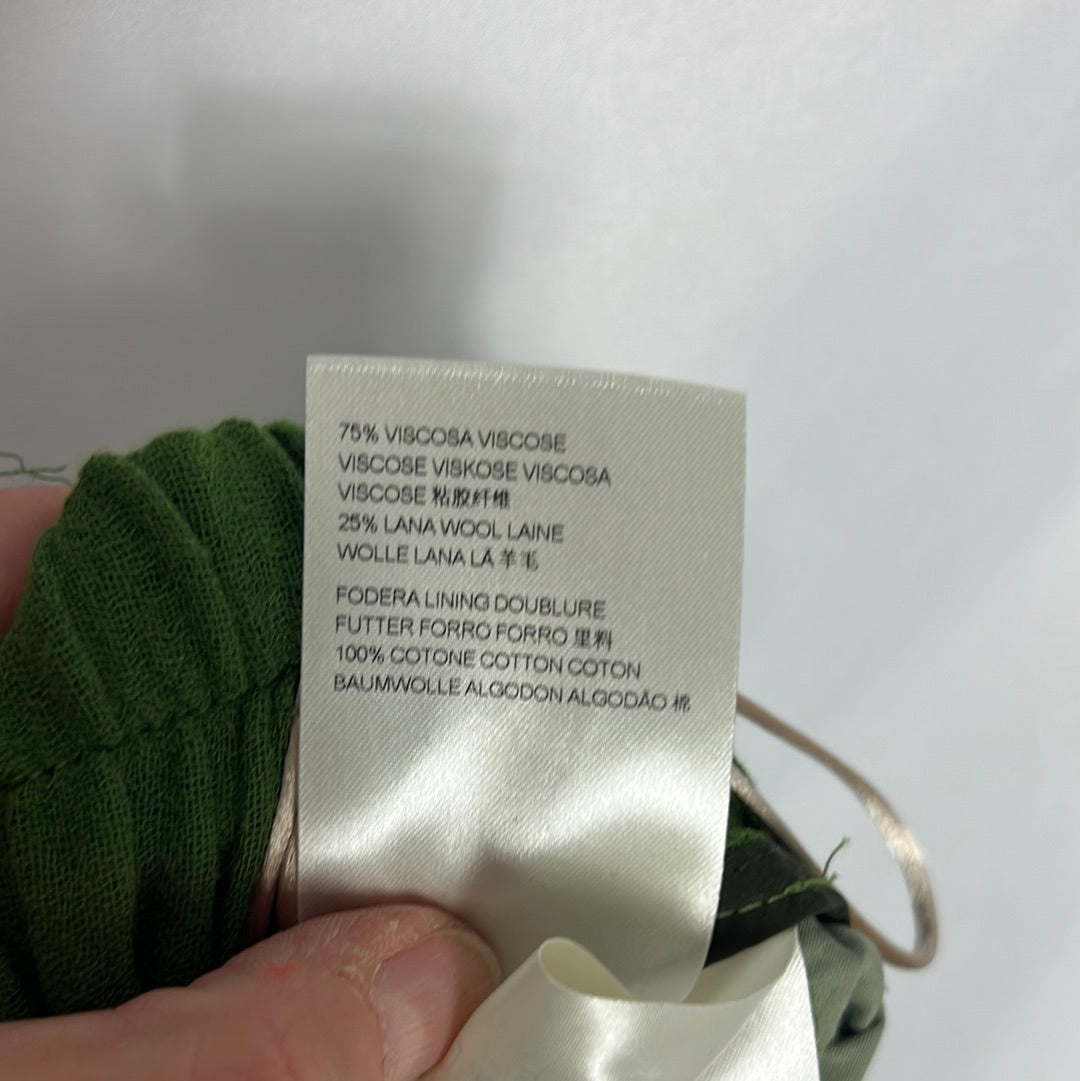 75% VISCOSA VISCOSE
VISCOSE VISKOSE VISCOSA
VISCOSE 粘胶纤维
25% LANA WOOL LAINE
WOLLE LANA LÃ 羊毛
FODERA LINING DOUBLURE
FUTTER FORRO FORRO 里料
100% COTONE COTTON COTON
BAUMWOLLE ALGODON ALGODÃO 棉